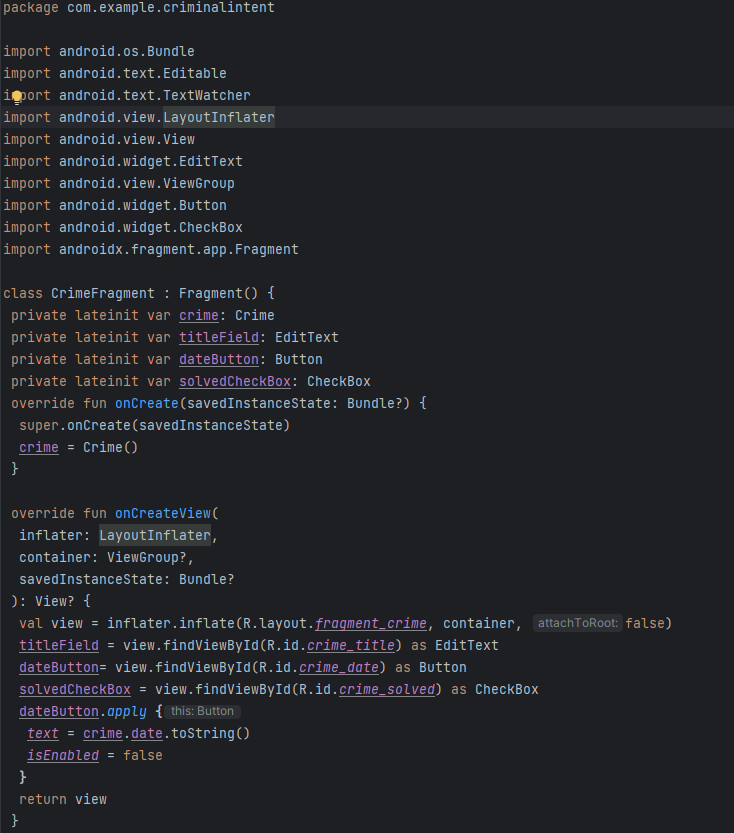 package com.example.criminalintent
import android.os.Bundle
import android.text.Editable
import android.text.TextWatcher
import android.view.LayoutInflater
import android.view.View
import android.widget.EditText
import android.view.ViewGroup
import android.widget.Button
import android.widget.CheckBox
import androidx.fragment.app.Fragment
class CrimeFragment : Fragment() {
private lateinit var crime: Crime
private lateinit var titleField: EditText
private lateinit var dateButton: Button
private lateinit var solvedCheckBox: CheckBox
override fun onCreate(savedInstanceState: Bundle?) {
super.onCreate(savedInstanceState)
crime = Crime()
}
override fun onCreateView(
inflater: LayoutInflater,
container: ViewGroup?,
savedInstanceState: Bundle?
): View? {
val view = inflater.inflate(R.layout.fragment_crime, container, attachToRoot: false)
titleField = view.findViewById(R.id.crime_title) as EditText
dateButton= view.findViewById(R.id.crime_date) as Button
solvedCheckBox = view.findViewById(R.id.crime_solved) as CheckBox
dateButton.apply { this: Button
text = crime.date.toString()
isEnabled = false
}
return view
}